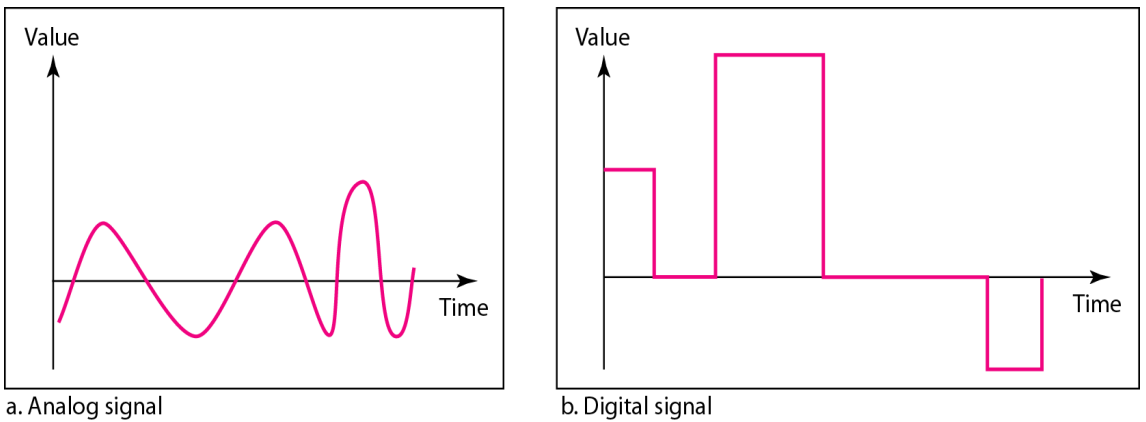 Value
Time
a. Analog signal
Value
Time
b. Digital signal